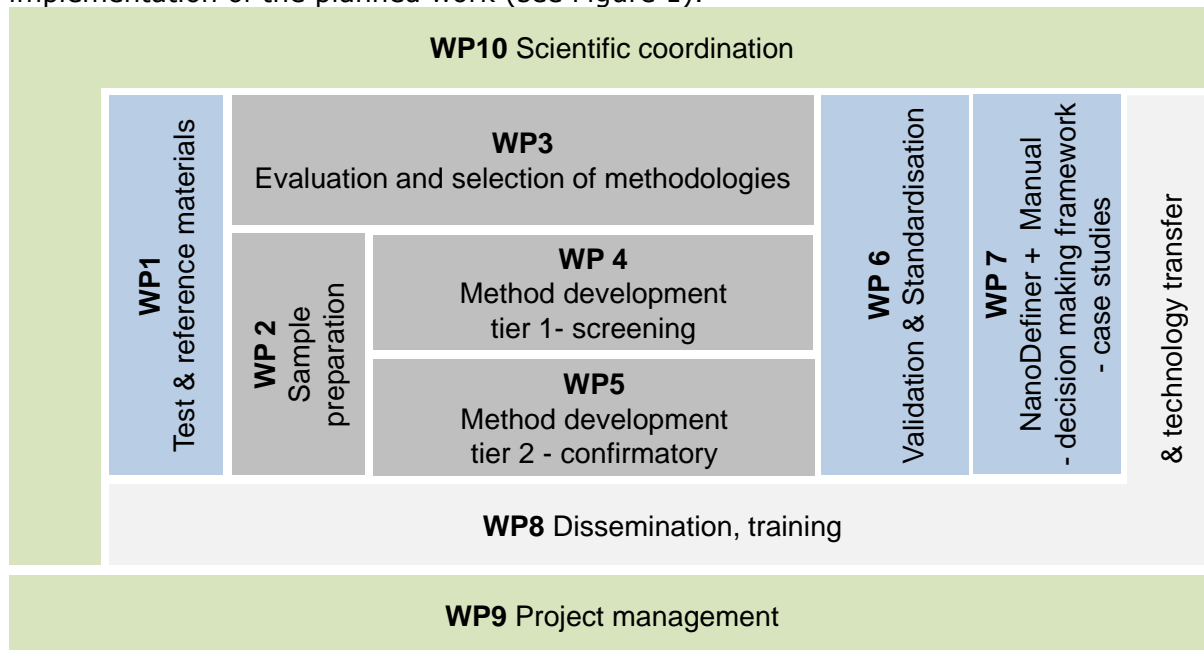 implementation of the planned work (see Figure 1).
WP10 Scientific coordination
WP1
Test & reference materials
WP3
Evaluation and selection of methodologies
WP 2
Sample
preparation
WP 4
Method development
tier 1- screening
WP5
Method development
tier 2 - confirmatory
WP 6
Validation & Standardisation
WP 7
NanoDefiner + Manual
- decision making framework
- case studies
WP8 Dissemination, training
& technology transfer
WP9 Project management